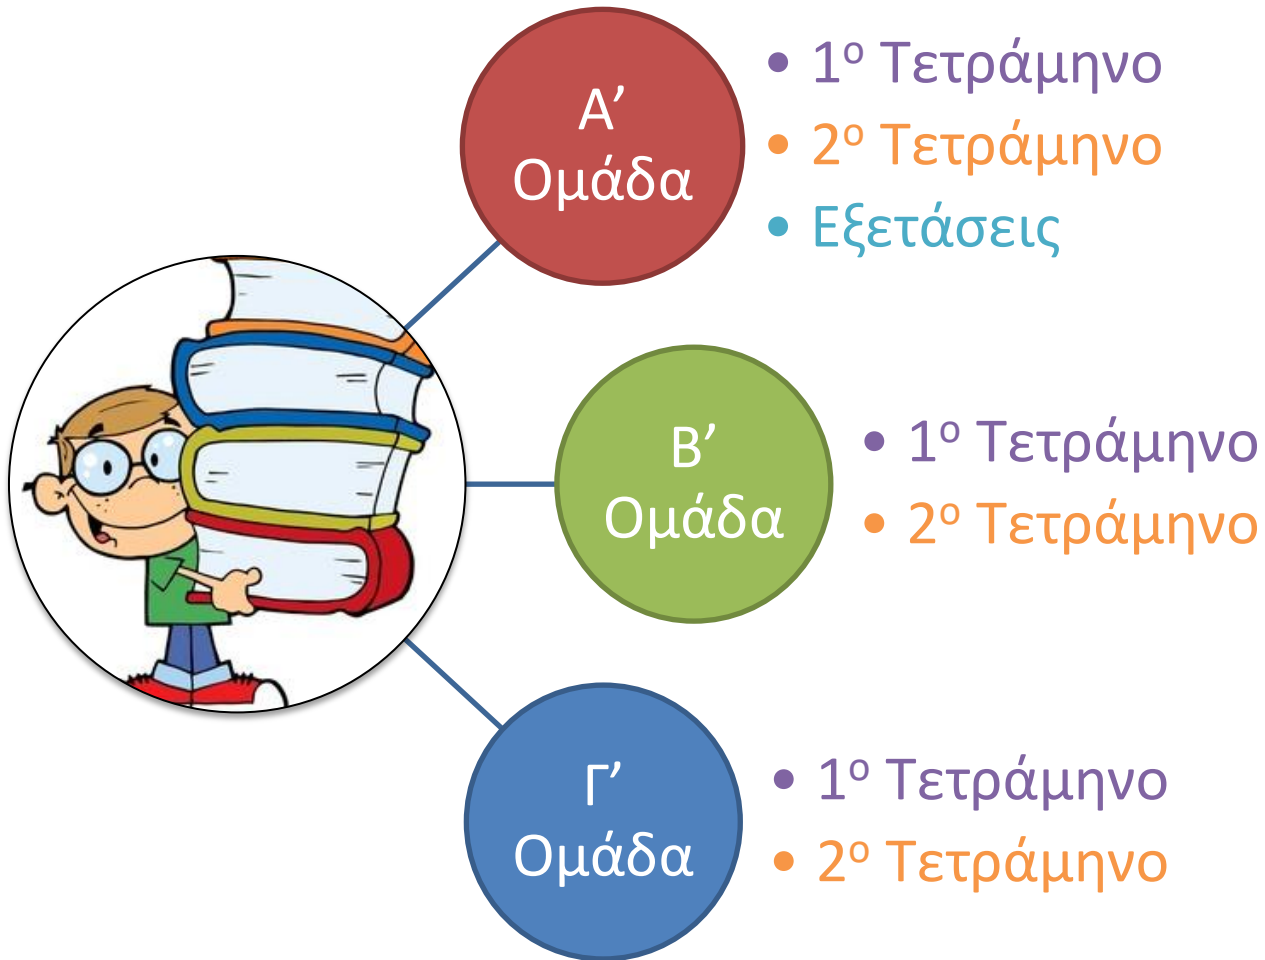 Α’
Ομάδα
• 1ο Τετράμηνο
• 2ο Τετράμηνο
• Εξετάσεις
Β’
Ομάδα
• 1ο Τετράμηνο
• 2ο Τετράμηνο
Γ’
Ομάδα
• 1ο Τετράμηνο
• 2ο Τετράμηνο